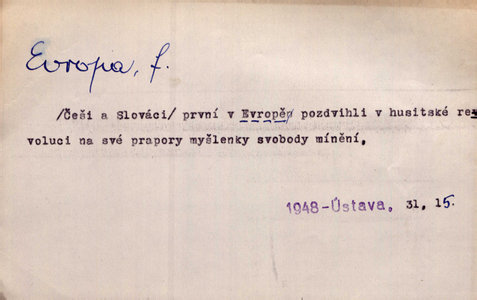 Evropa, f.
/Češi a Slováci/ první v Evropě pozdvihli v husitské re-
voluci na své prapory myšlenky svobody mínění.
1948-Ústava, 31, 15.